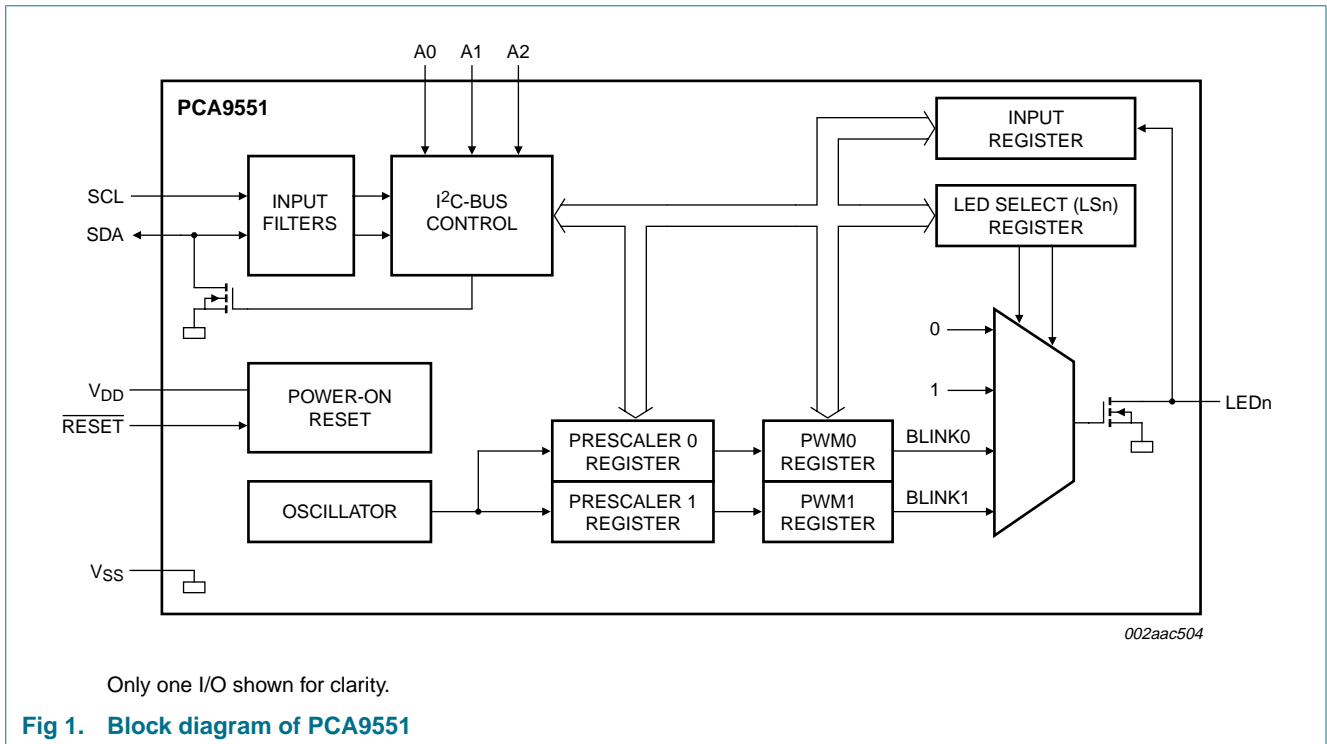 A0 A1 A2
PCA9551
INPUT
REGISTER
SCL
SDA
INPUT
FILTERS
I²C-BUS
CONTROL
LED SELECT (LSn)
REGISTER
0
1
VDD
RESET
POWER-ON
RESET
LEDn
PRESCALER 0
REGISTER
PWM0
REGISTER
BLINK0
OSCILLATOR
PRESCALER 1
REGISTER
PWM1
REGISTER
BLINK1
VSS
002aac504
Only one I/O shown for clarity.
Fig 1. Block diagram of PCA9551